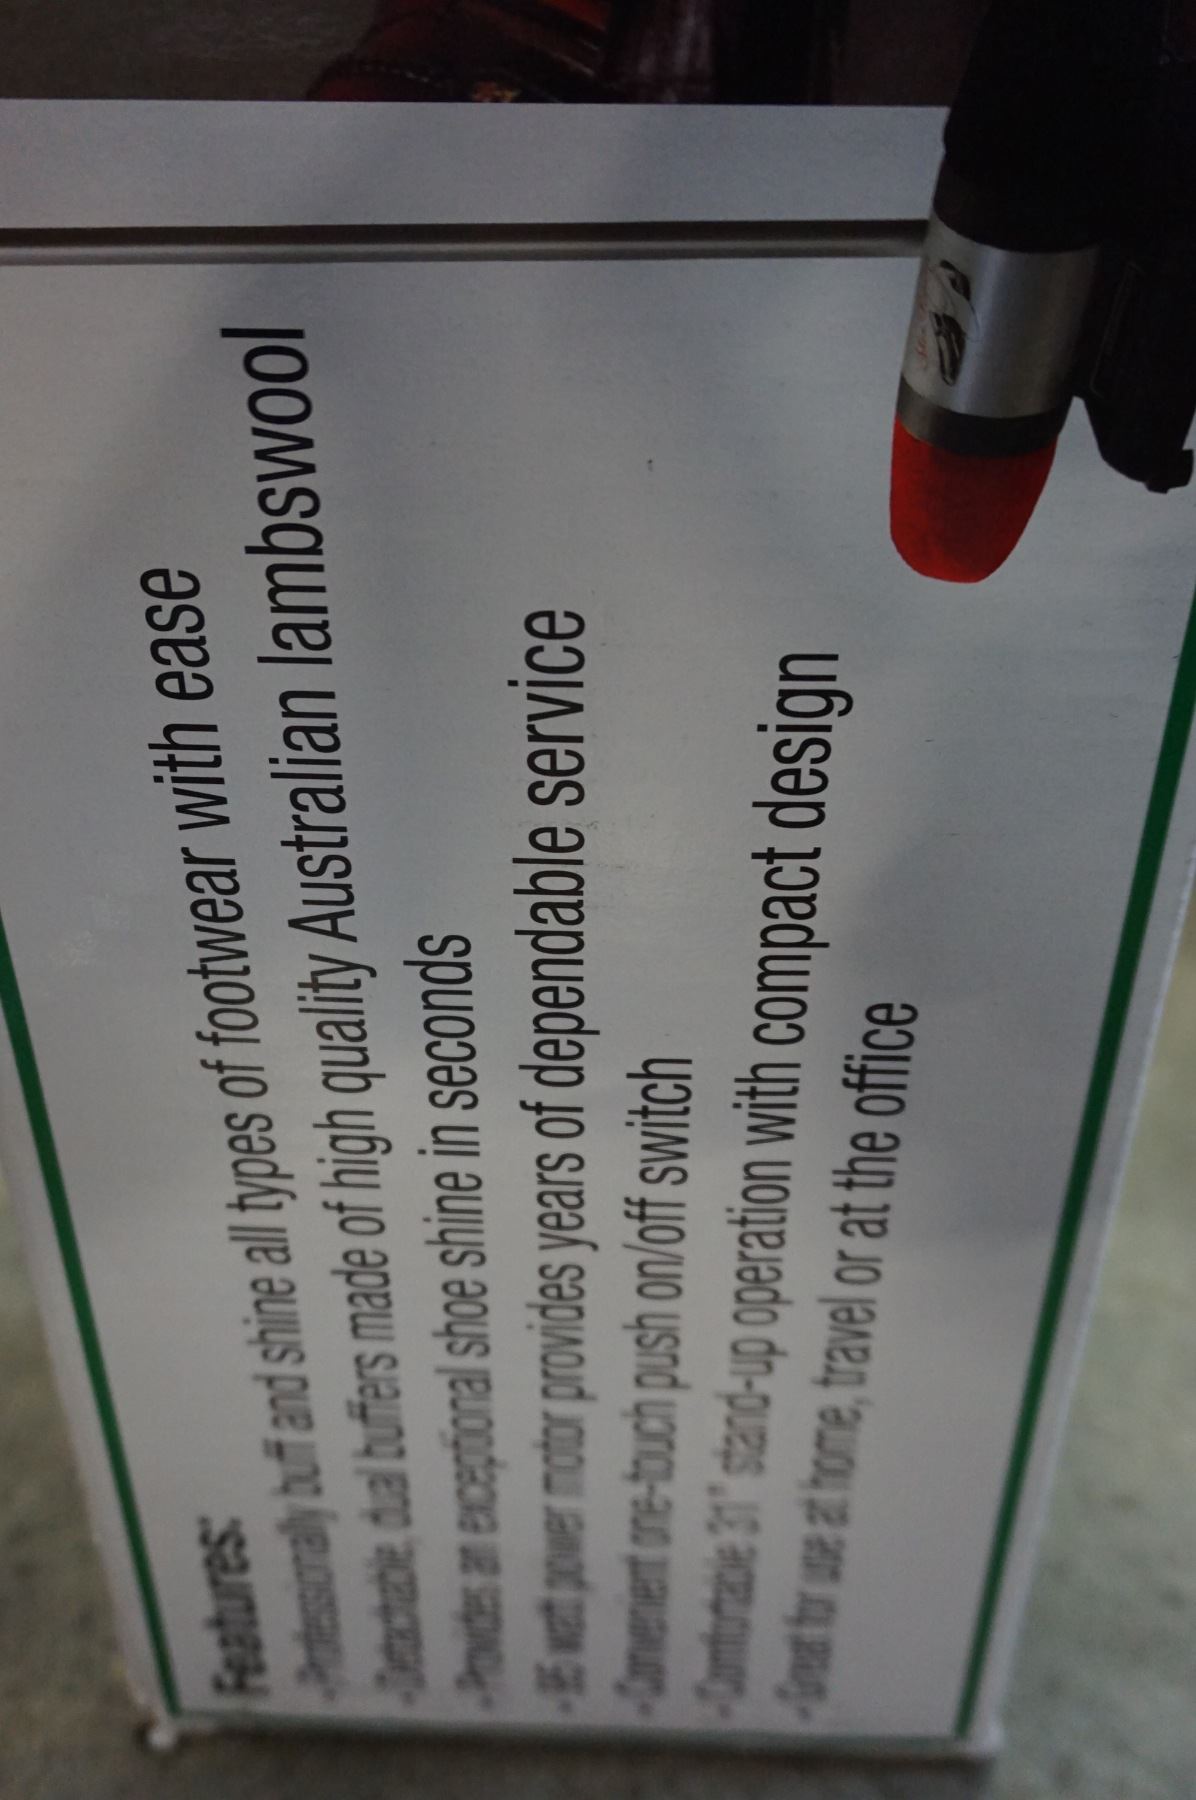 Features:
-Professionally buff and shine all types of footwear with ease
-Detachable, dual buffers made of high quality Australian lambswool
-Provides an exceptional shoe shine in seconds
watt power motor provides years of dependable service
-Convenient one-touch push on/off switch
-Comfortable 31" stand-up operation with compact design
-Great for use at home, travel or at the office